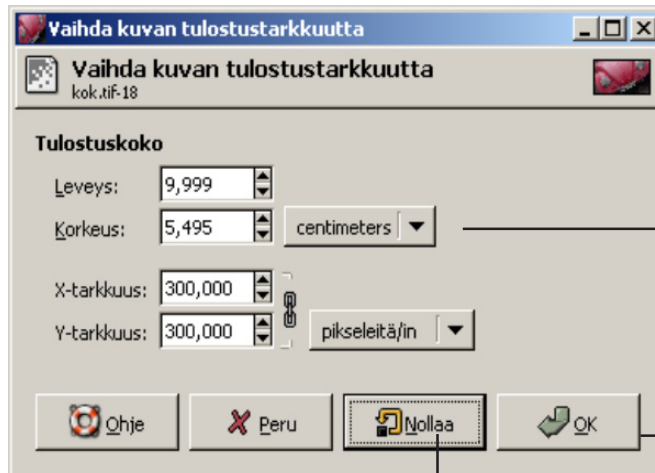 Vaihda kuvan tulostustarkkuutta
Vaihda kuvan tulostustarkkuutta
kok.tif-18
Tulostuskoko
Leveys: 9,999
Korkeus: 5,495 centimeters
X-tarkkuus: 300,000
Y-tarkkuus: 300,000 pikseleitä/in
Ohje Peru Nollaa OK